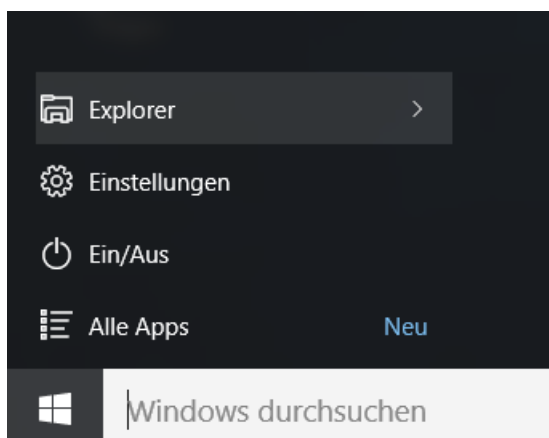 Explorer
Einstellungen
Ein/Aus
Alle Apps Neu
Windows durchsuchen